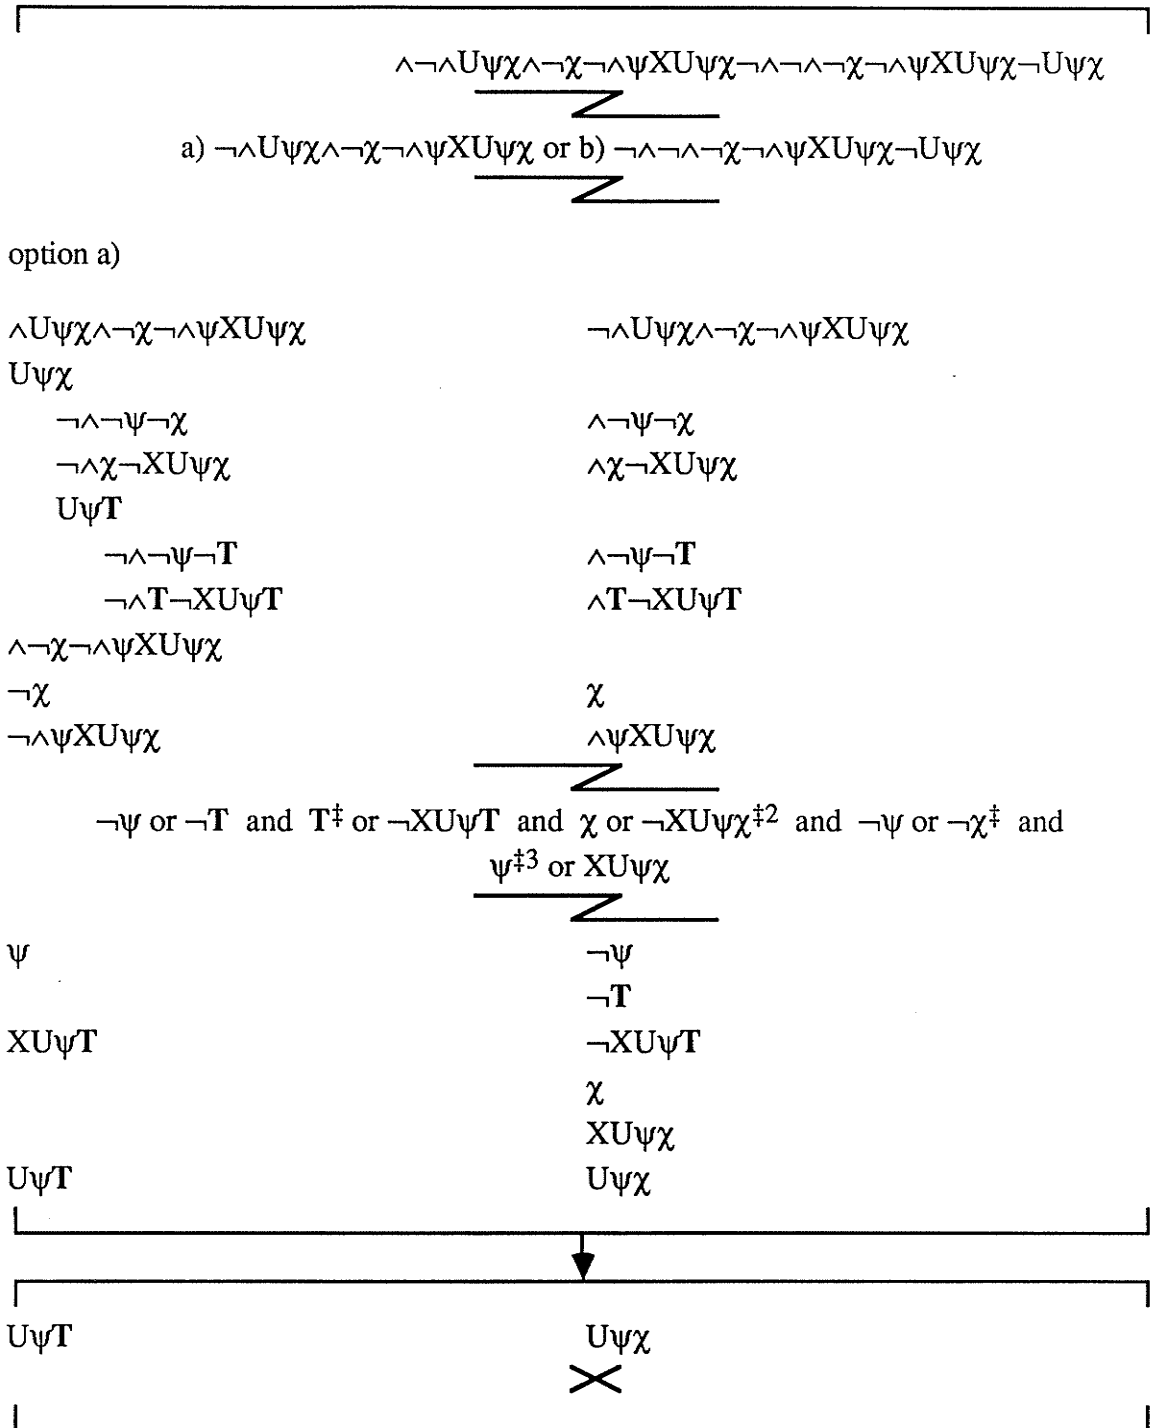 ∧¬∧Uψχ∧¬χ¬∧ψXUψχ¬∧¬∧¬χ¬∧ψXUψχ¬Uψχ
a) ¬∧Uψχ∧¬χ¬∧ψXUψχ or b) ¬∧¬∧¬χ¬∧ψXUψχ¬Uψχ
option a)
∧Uψχ∧¬χ¬∧ψXUψχ ¬∧Uψχ∧¬χ¬∧ψXUψχ
Uψχ
¬∧¬ψ¬χ ∧¬ψ¬χ
¬∧χ¬XUψχ ∧χ¬XUψχ
UψT
¬∧¬ψ¬T ∧¬ψ¬T
¬∧T¬XUψT ∧T¬XUψT
∧¬χ¬∧ψXUψχ
¬χ χ
¬∧ψXUψχ ∧ψXUψχ
¬ψ or ¬T and T‡ or ¬XUψT and χ or ¬XUψχ‡2 and ¬ψ or ¬χ‡ and
ψ‡3 or XUψχ
ψ ¬ψ
¬T
XUψT ¬XUψT
χ
XUψχ
UψT Uψχ
UψT Uψχ